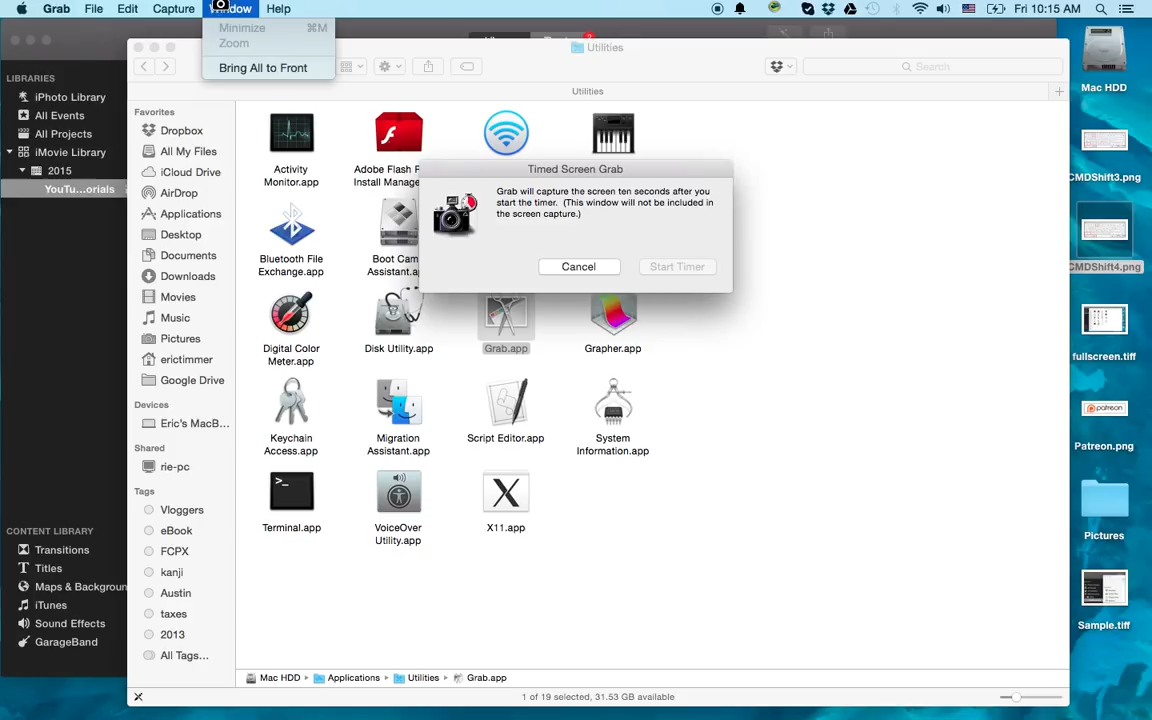 Grab File Edit Capture Window Help Fri 10:15 AM
Minimize ⌘M
Zoom
Bring All to Front
Utilities
Search
Utilities
LIBRARIES
iPhoto Library
All Events
All Projects
iMovie Library
2015
YouTu...orials
CONTENT LIBRARY
Transitions
Titles
Maps & Backgroun
iTunes
Sound Effects
GarageBand
Favorites
Dropbox
All My Files
iCloud Drive
AirDrop
Applications
Desktop
Documents
Downloads
Movies
Music
Pictures
erictimmer
Google Drive
Devices
Eric's MacB...
Shared
rie-pc
Tags
Vloggers
eBook
FCPX
kanji
Austin
taxes
2013
All Tags...
Activity
Monitor.app
Adobe Flash P
Install Manage
Timed Screen Grab
Grab will capture the screen ten seconds after you
start the timer. (This window will not be included in
the screen capture.)
Cancel
Start Timer
Bluetooth File
Exchange.app
Boot Cam
Assistant.a
Digital Color
Meter.app
Disk Utility.app
Grab.app
Grapher.app
Keychain
Access.app
Migration
Assistant.app
Script Editor.app
System
Information.app
Terminal.app
VoiceOver
Utility.app
X11.app
Mac HDD Applications Utilities Grab.app
1 of 19 selected, 31.53 GB available
Mac HDD
CMDShift3.png
CMDShift4.png
fullscreen.tiff
patreon
Patreon.png
Pictures
Sample.tiff